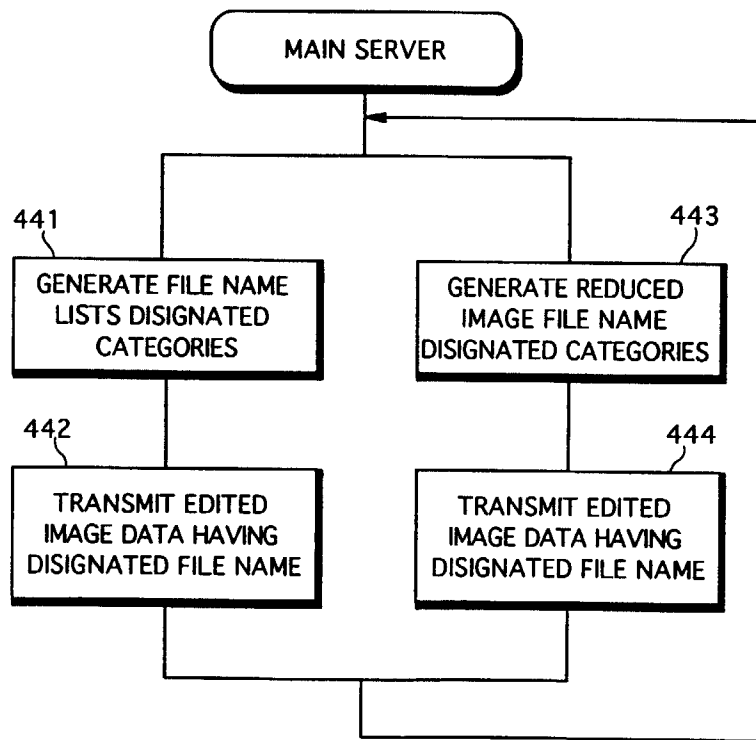 MAIN SERVER
441
GENERATE FILE NAME
LISTS DISIGNATED
CATEGORIES
443
GENERATE REDUCED
IMAGE FILE NAME
DISIGNATED CATEGORIES
442
TRANSMIT EDITED
IMAGE DATA HAVING
DISIGNATED FILE NAME
444
TRANSMIT EDITED
IMAGE DATA HAVING
DISIGNATED FILE NAME